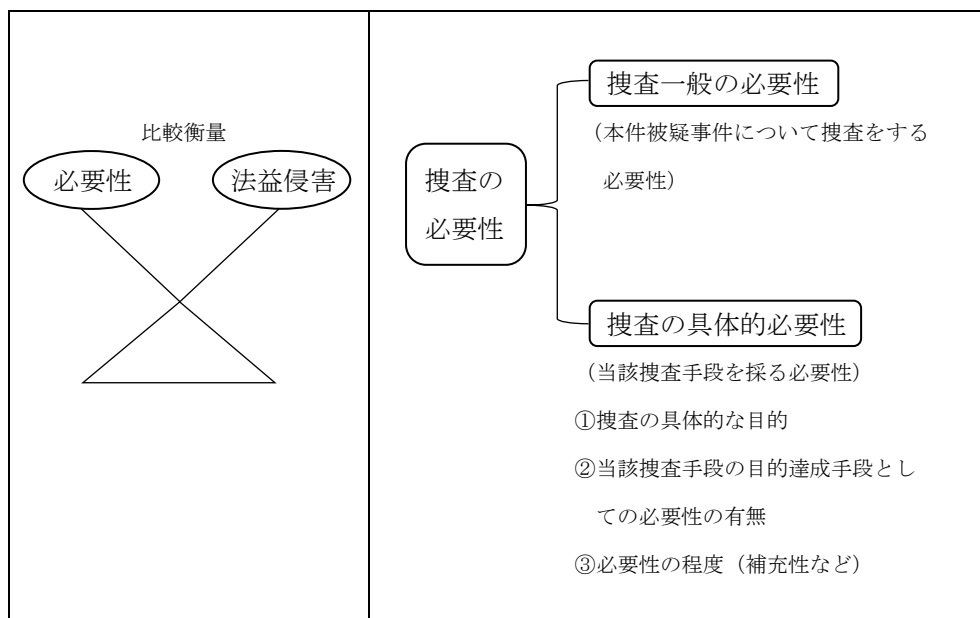 比較衡量
必要性
法益侵害
捜査の
必要性
捜査一般の必要性
（本件被疑事件について捜査をする
必要性）
捜査の具体的必要性
（当該捜査手段を採る必要性）
①捜査の具体的な目的
②当該捜査手段の目的達成手段とし
ての必要性の有無
③必要性の程度（補充性など）